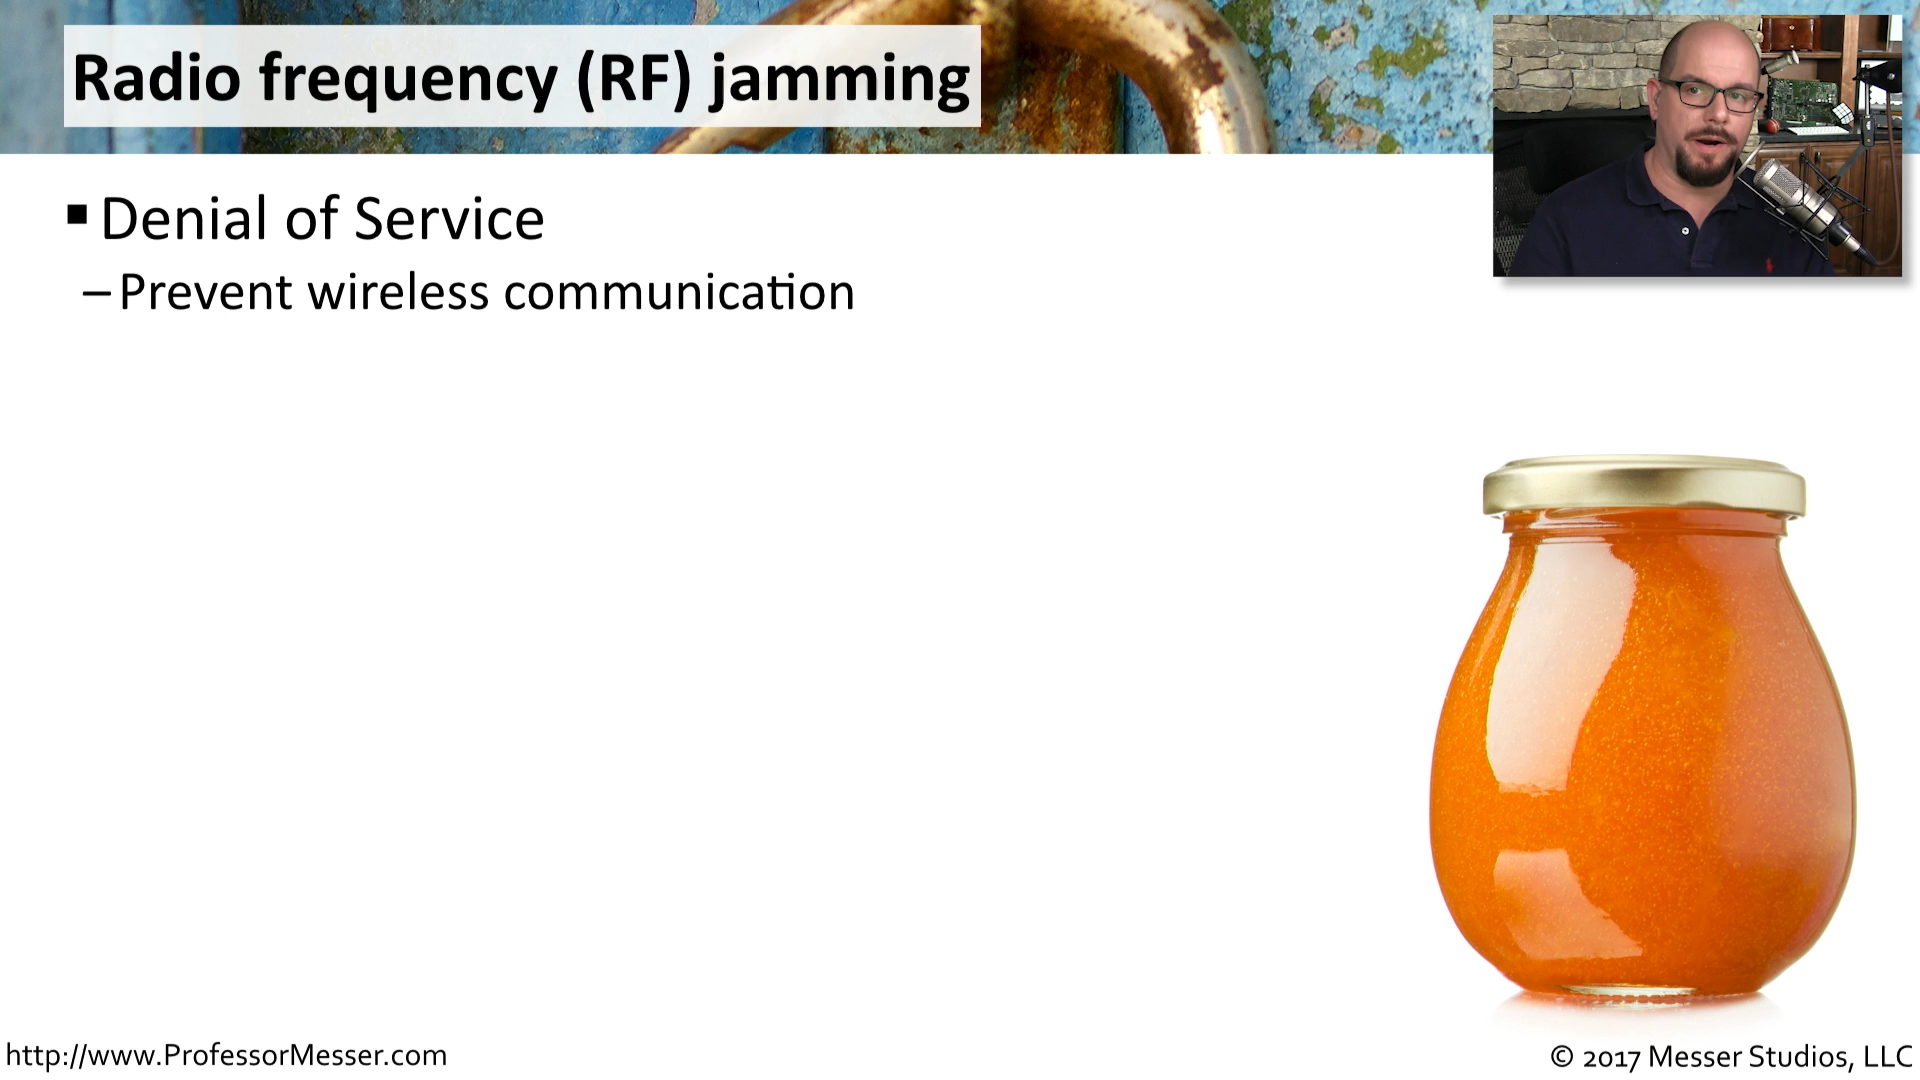 Radio frequency (RF) jamming
▪ Denial of Service
– Prevent wireless communication
http://www.ProfessorMesser.com
© 2017 Messer Studios, LLC